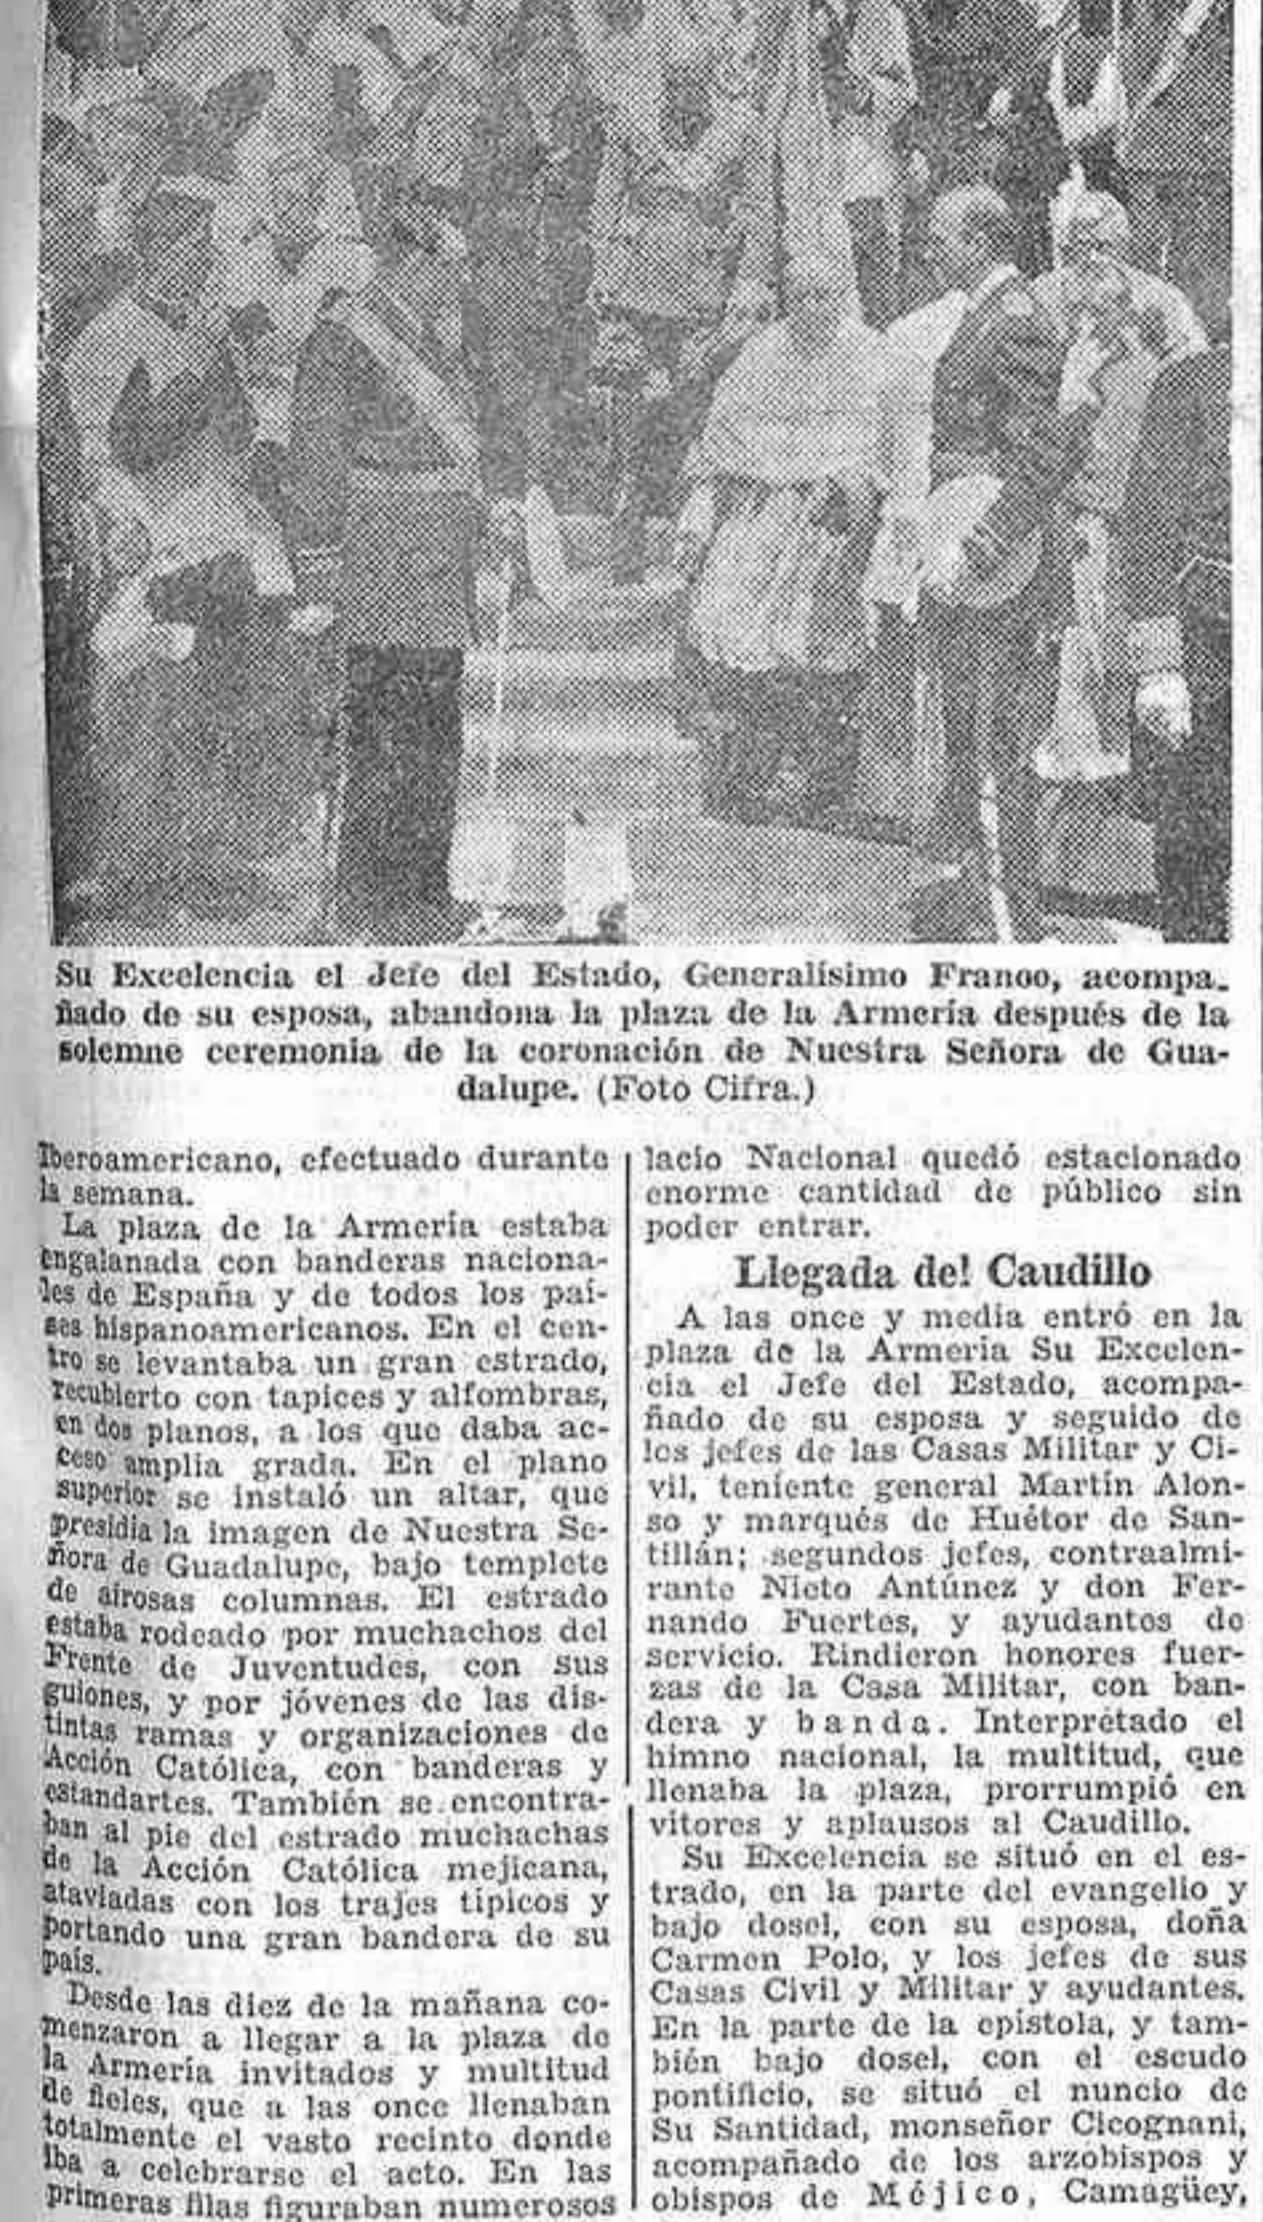 Su Excelencia el Jefe del Estado, Generalísimo Franco, acompa-
ñado de su esposa, abandona la plaza de la Armería después de la
solemne ceremonia de la coronación de Nuestra Señora de Gua-
dalupe. (Foto Cifra.)
Iberoamericano, efectuado durante
la semana.
La plaza de la Armería estaba
engalanada con banderas naciona-
les de España y de todos los paí-
ses hispanoamericanos. En el cen-
tro se levantaba un gran estrado,
recubierto con tapices y alfombras,
en dos planos, a los que daba ac-
ceso amplia grada. En el plano
superior se instaló un altar, que
presidía la imagen de Nuestra Se-
ñora de Guadalupe, bajo templete
de airosas columnas. El estrado
estaba rodeado por muchachos del
Frente de Juventudes, con sus
guiones, y por jóvenes de las dis-
tintas ramas y organizaciones de
Acción Católica, con banderas y
estandartes. También se encontra-
ban al pie del estrado muchachas
de la Acción Católica mejicana,
ataviadas con los trajes típicos y
portando una gran bandera de su
país.
Desde las diez de la mañana co-
menzaron a llegar a la plaza de
la Armería invitados y multitud
de fieles, que a las once llenaban
totalmente el vasto recinto donde
iba a celebrarse el acto. En las
primeras filas figuraban numerosos
lacio Nacional quedó estacionado
enorme cantidad de público sin
poder entrar.
Llegada del Caudillo
A las once y media entró en la
plaza de la Armería Su Excelen-
cia el Jefe del Estado, acompa-
ñado de su esposa y seguido de
los jefes de las Casas Militar y Ci-
vil, teniente general Martín Alon-
so y marqués de Huétor de San-
tillán; segundos jefes, contraalmi-
rante Nieto Antúnez y don Fer-
nando Fuertes, y ayudantes de
servicio. Rindieron honores fuer-
zas de la Casa Militar, con ban-
dera y banda. Interpretado el
himno nacional, la multitud, que
llenaba la plaza, prorrumpió en
vítores y aplausos al Caudillo.
Su Excelencia se situó en el es-
trado, en la parte del evangelio y
bajo dosel, con su esposa, doña
Carmen Polo, y los jefes de sus
Casas Civil y Militar y ayudantes.
En la parte de la epístola, y tam-
bién bajo dosel, con el escudo
pontificio, se situó el nuncio de
Su Santidad, monseñor Cicognani,
acompañado de los arzobispos y
obispos de Méjico, Camagüey,